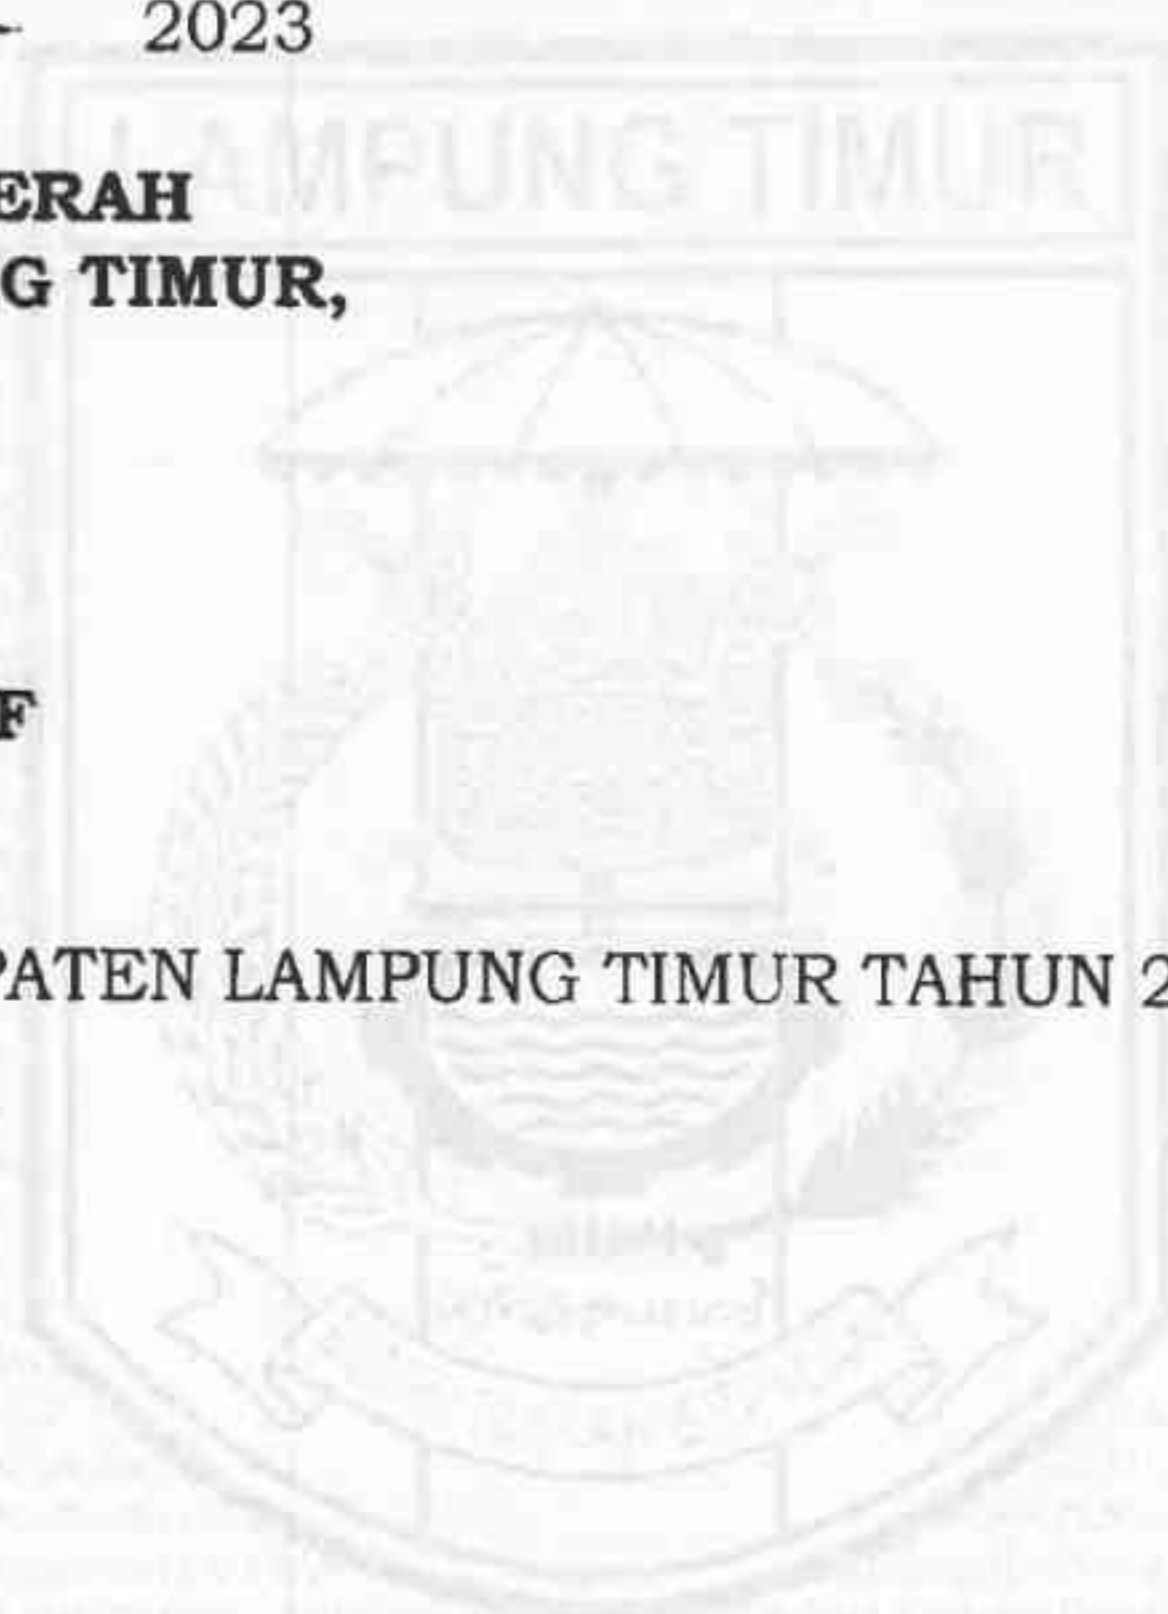 2023
LAMPUNG TIMUR
ERAH
G TIMUR,
F
PATEN LAMPUNG TIMUR TAHUN 2